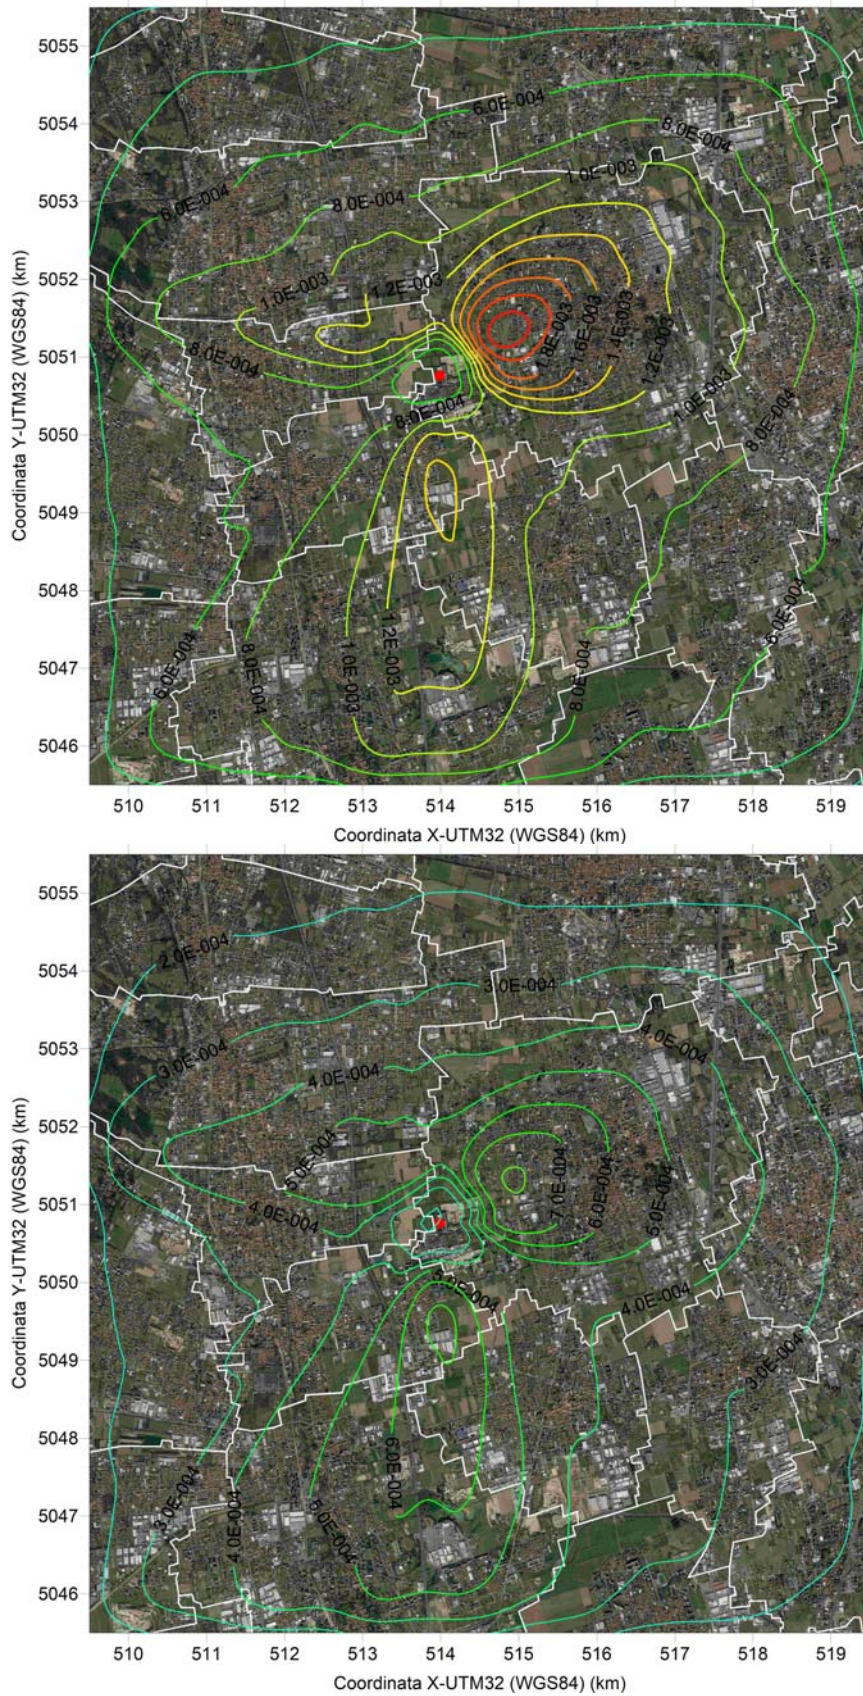 5055
5054
5053
5052
5051
5050
5049
5048
5047
5046
Coordinata Y-UTM32 (WGS84) (km)
6.0E-004
8.0E-004
1.0E-003
6.0E-004
8.0E-004
1.0E-003
1.2E-003
1.8E-003
1.6E-003
1.4E-003
1.2E-003
1.0E-003
8.0E-004
8.0E-004
8.0E-004
6.0E-004
6.0E-004
8.0E-004
1.0E-003
1.2E-003
8.0E-004
510 511 512 513 514 515 516 517 518 519
Coordinata X-UTM32 (WGS84) (km)
5055
5054
5053
5052
5051
5050
5049
5048
5047
5046
Coordinata Y-UTM32 (WGS84) (km)
2.0E-004
3.0E-004
4.0E-004
3.0E-004
4.0E-004
5.0E-004
4.0E-004
7.0E-004
6.0E-004
5.0E-004
5.0E-004
4.0E-004
3.0E-004
3.0E-004
4.0E-004
5.0E-004
6.0E-004
510 511 512 513 514 515 516 517 518 519
Coordinata X-UTM32 (WGS84) (km)